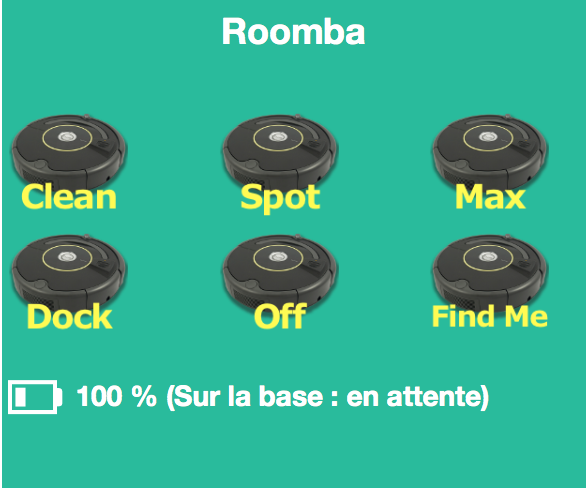 Roomba
Clean Spot Max
Dock Off Find Me
100 % (Sur la base : en attente)